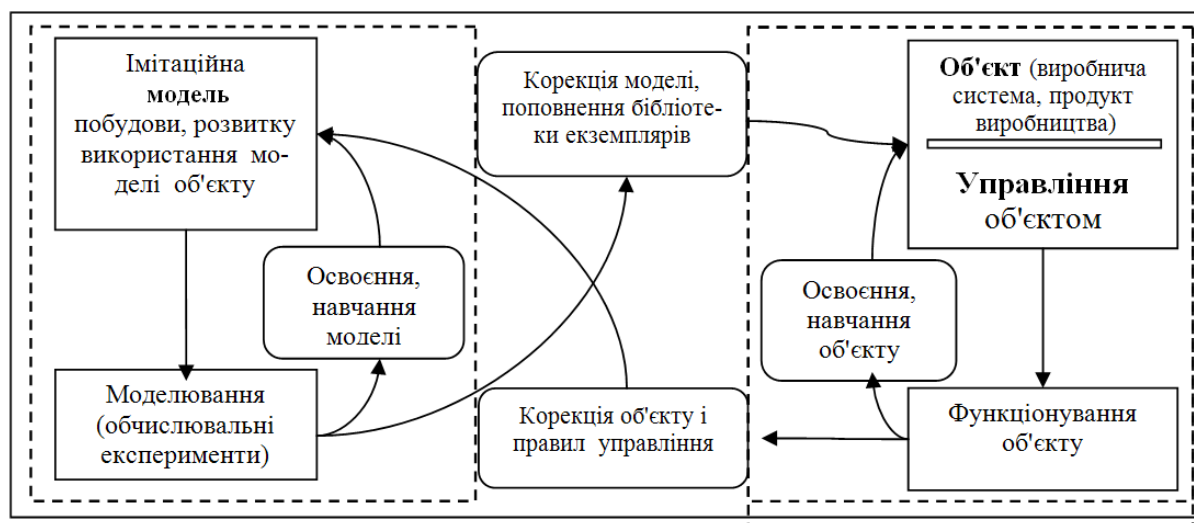 Імітаційна
модель
побудови, розвитку
використання мо-
делі об'єкту
Корекція моделі,
поповнення бібліоте-
ки екземплярів
Об'єкт (виробнича
система, продукт
виробництва)
Управління
об'єктом
Освоєння,
навчання
моделі
Освоєння,
навчання
об'єкту
Моделювання
(обчислювальні
експерименти)
Корекція об'єкту і
правил управління
Функціонування
об'єкту